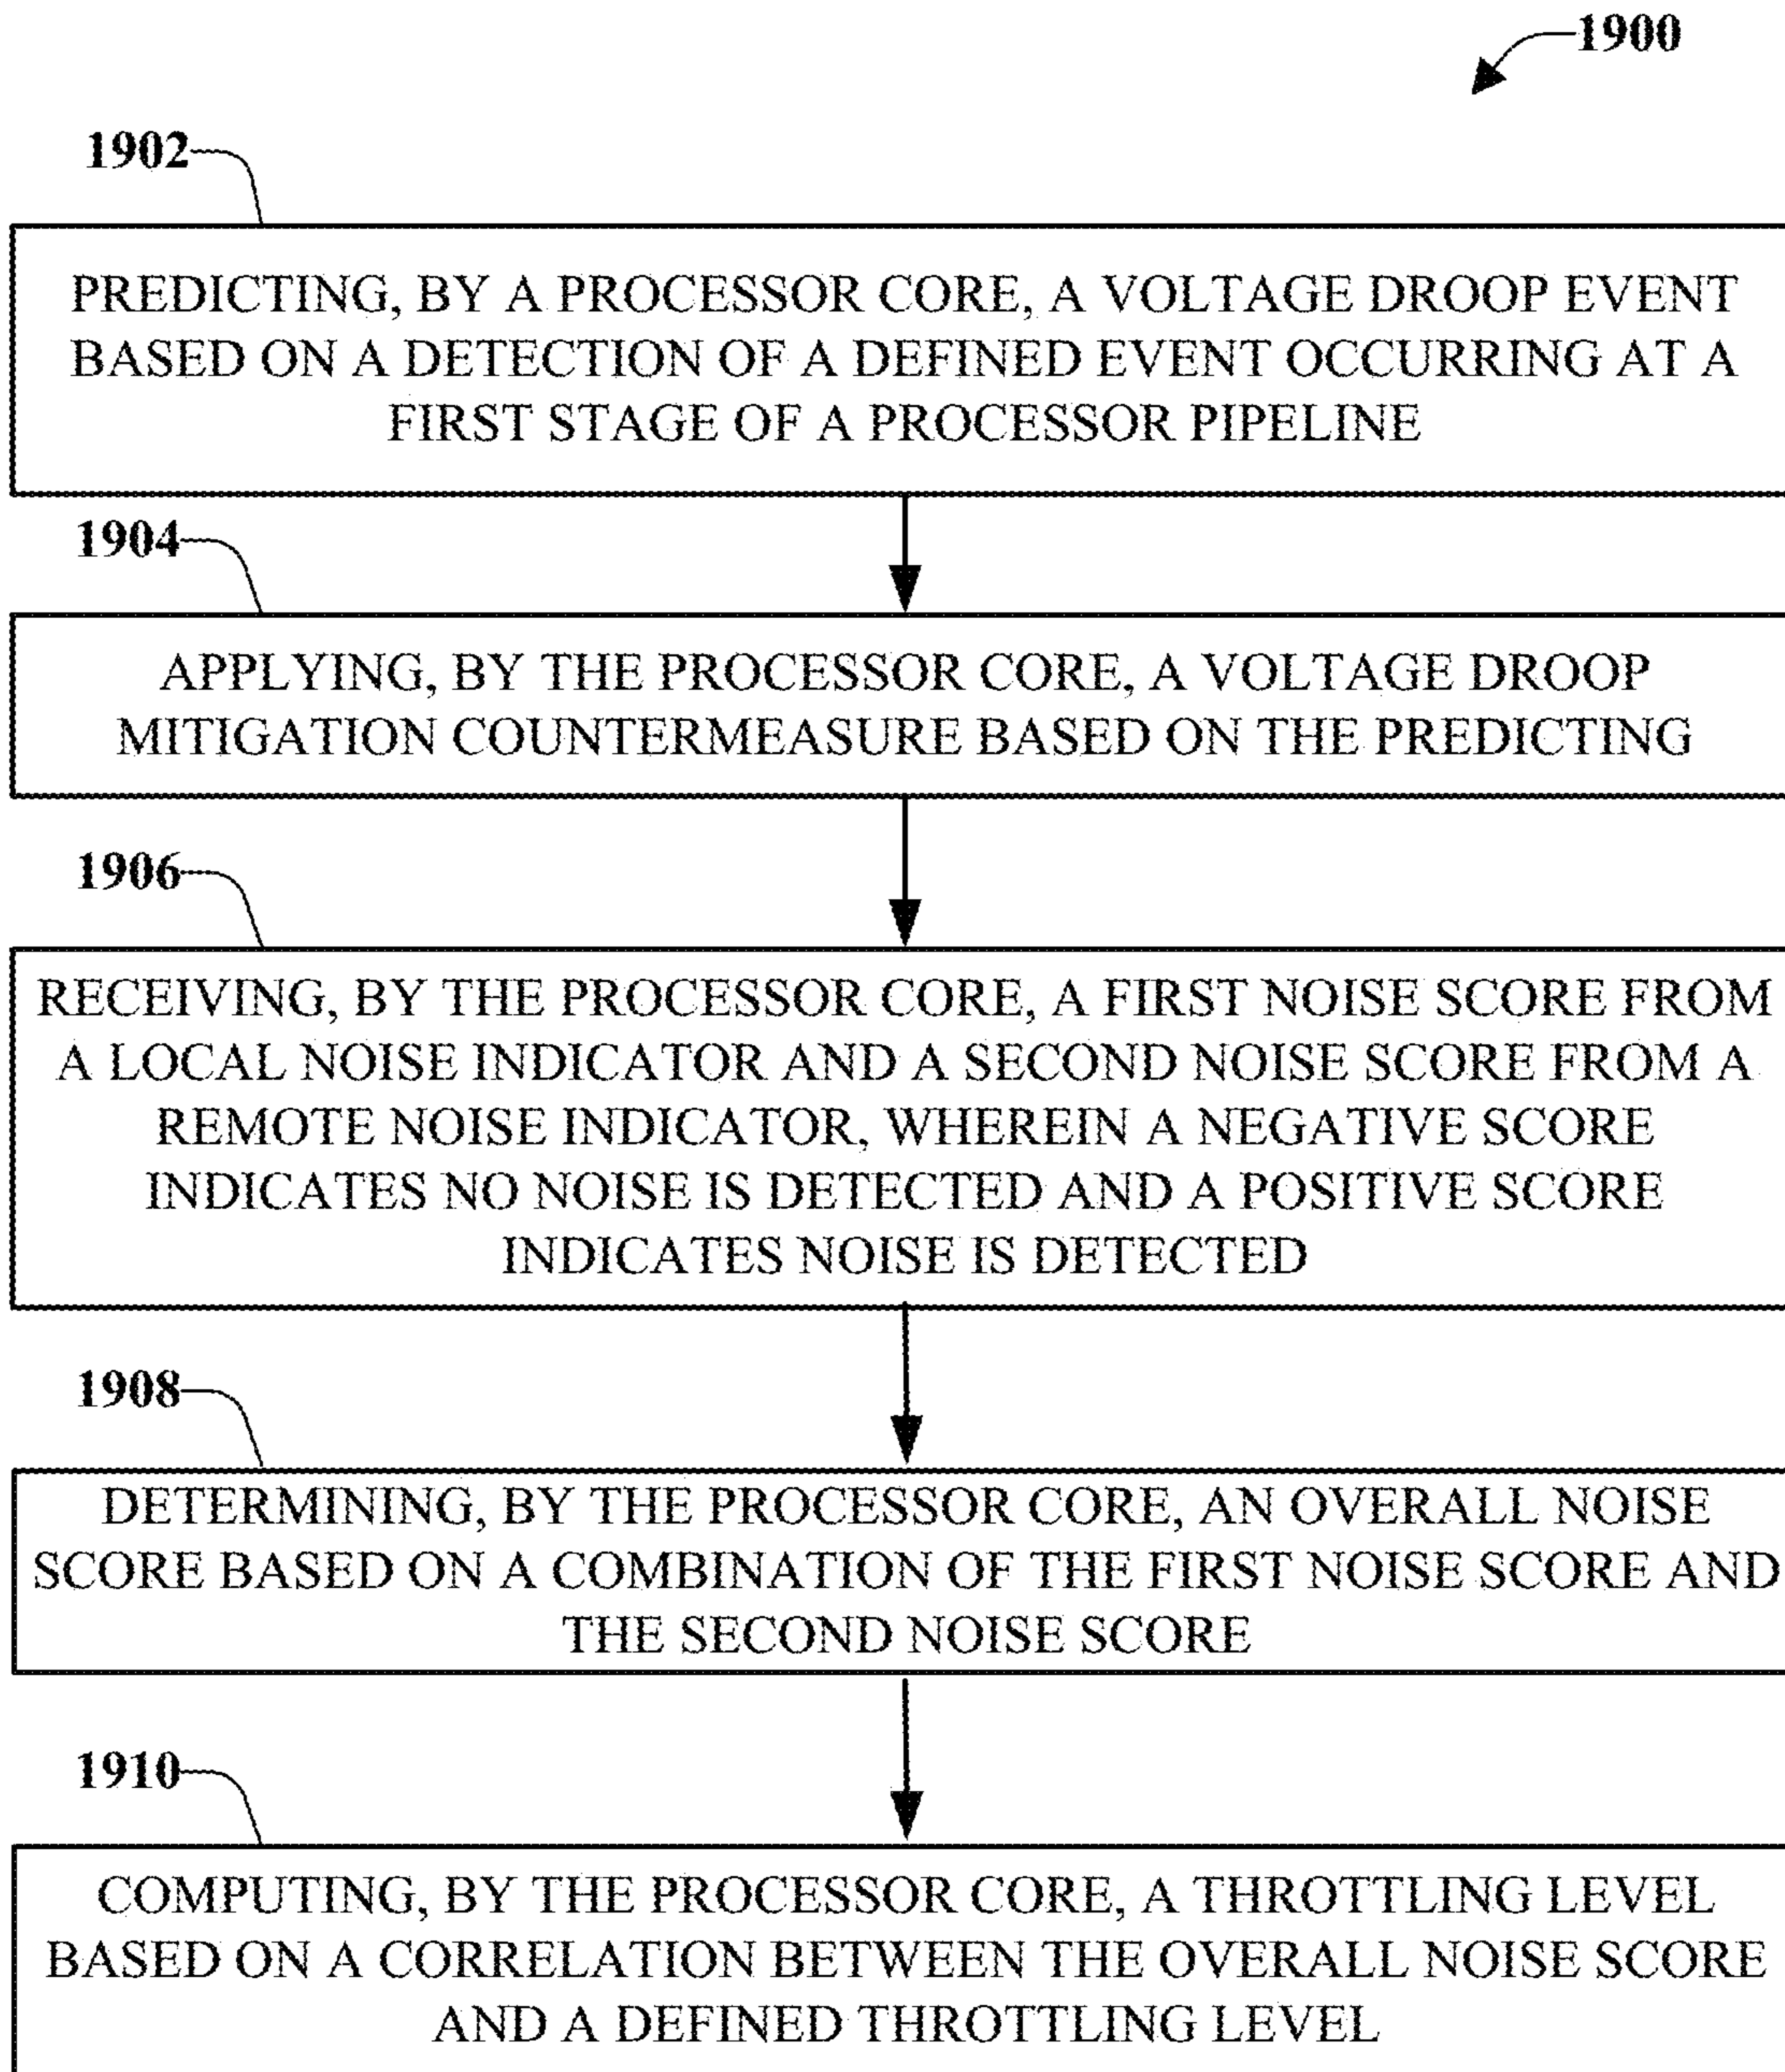 1900
1902
PREDICTING, BY A PROCESSOR CORE, A VOLTAGE DROOP EVENT
BASED ON A DETECTION OF A DEFINED EVENT OCCURRING AT A
FIRST STAGE OF A PROCESSOR PIPELINE
1904
APPLYING, BY THE PROCESSOR CORE, A VOLTAGE DROOP
MITIGATION COUNTERMEASURE BASED ON THE PREDICTING
1906
RECEIVING, BY THE PROCESSOR CORE, A FIRST NOISE SCORE FROM
A LOCAL NOISE INDICATOR AND A SECOND NOISE SCORE FROM A
REMOTE NOISE INDICATOR, WHEREIN A NEGATIVE SCORE
INDICATES NO NOISE IS DETECTED AND A POSITIVE SCORE
INDICATES NOISE IS DETECTED
1908
DETERMINING, BY THE PROCESSOR CORE, AN OVERALL NOISE
SCORE BASED ON A COMBINATION OF THE FIRST NOISE SCORE AND
THE SECOND NOISE SCORE
1910
COMPUTING, BY THE PROCESSOR CORE, A THROTTLING LEVEL
BASED ON A CORRELATION BETWEEN THE OVERALL NOISE SCORE
AND A DEFINED THROTTLING LEVEL